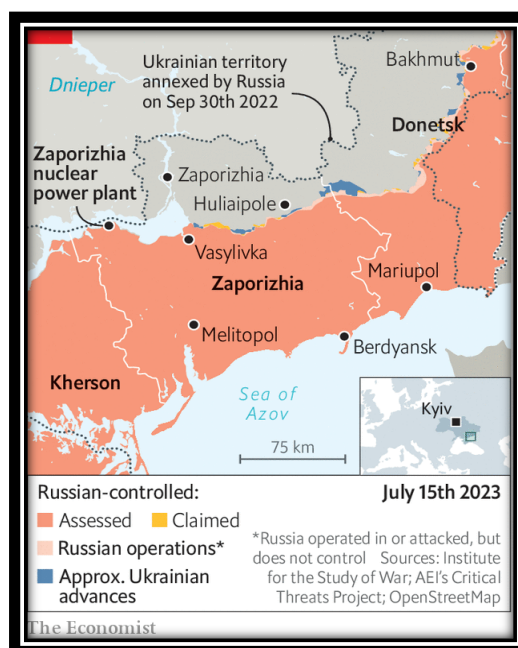 Dnieper
Ukrainian territory
annexed by Russia
on Sep 30th 2022
Bakhmut
Donetsk
Zaporizhia
nuclear
power plant
Zaporizhia
Huliaipole
Vasylivka
Zaporizhia
Mariupol
Melitopol
Berdyansk
Kherson
Sea of
Azov
75 km
Kyiv
Russian-controlled:
July 15th 2023
Assessed
Claimed
Russian operations*
Approx. Ukrainian
advances
*Russia operated in or attacked, but
does not control Sources: Institute
for the Study of War; AEI's Critical
Threats Project; OpenStreetMap
The Economist